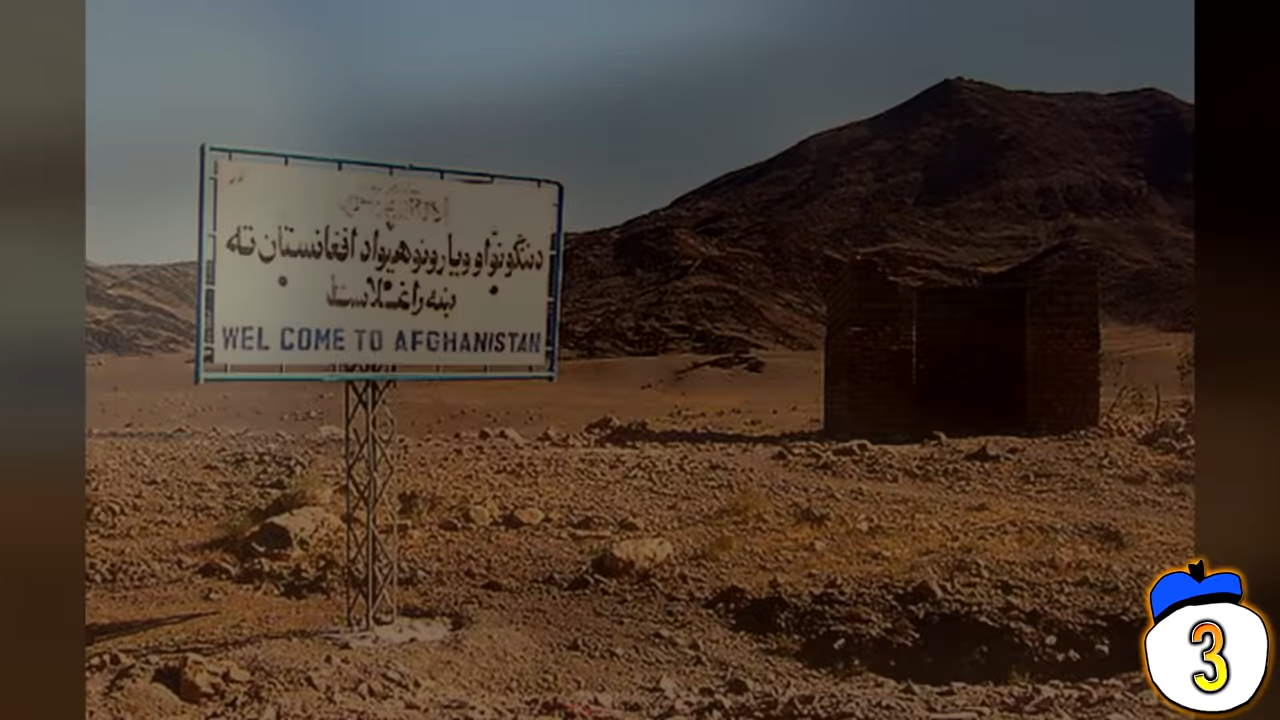 دننګونو او ویاړونو هیواد افغانستان ته
ښه راغلاست
WEL COME TO AFGHANISTAN
3